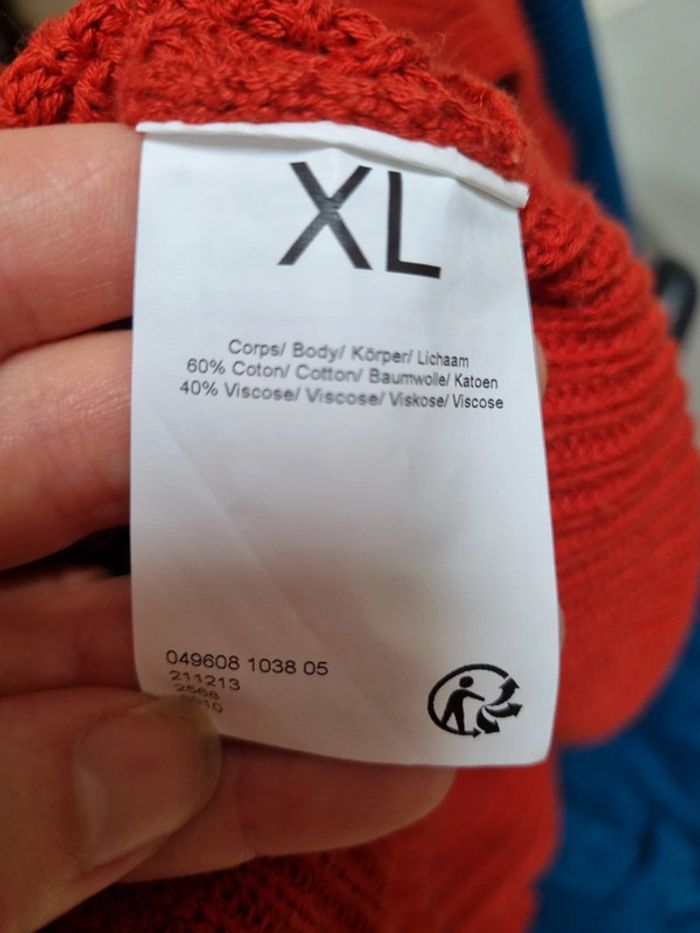 XL
Corps/ Body/ Körper/ Lichaam
60% Coton/ Cotton/ Baumwolle/ Katoen
40% Viscose/ Viscose/ Viskose/ Viscose
049608 1038 05
211213
2568